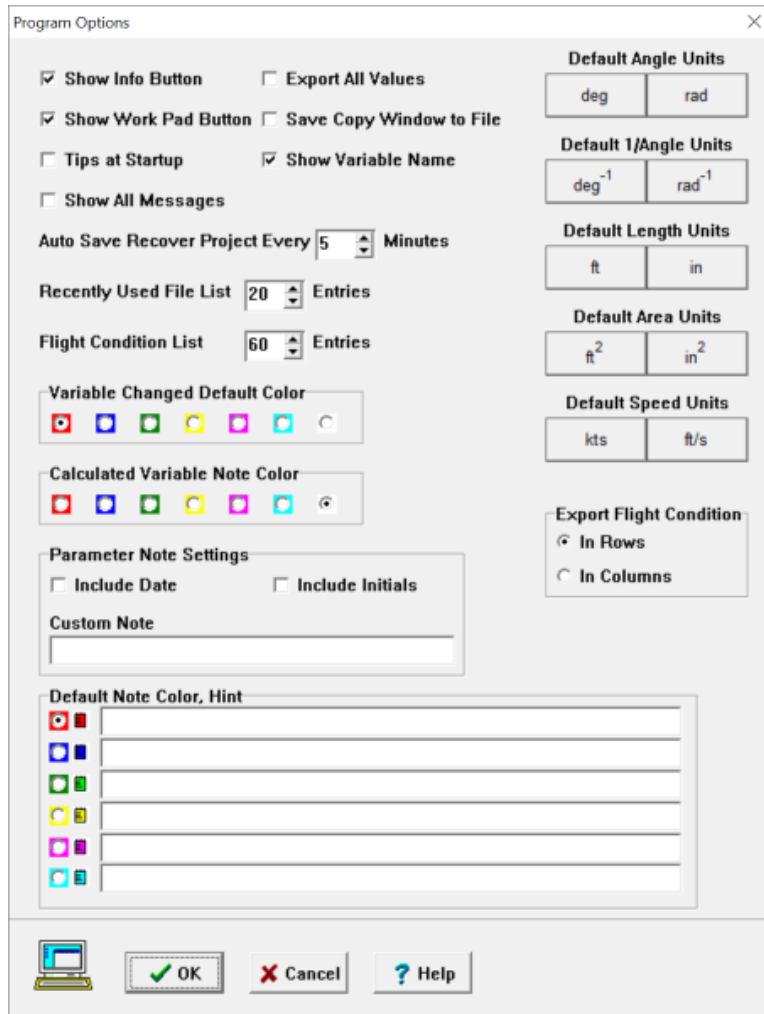 Program Options
Show Info Button
Export All Values
Show Work Pad Button
Save Copy Window to File
Tips at Startup
Show Variable Name
Show All Messages
Auto Save Recover Project Every 5 Minutes
Recently Used File List 20 Entries
Flight Condition List 60 Entries
Variable Changed Default Color
Calculated Variable Note Color
Parameter Note Settings
Include Date
Include Initials
Custom Note
Default Angle Units
deg rad
Default 1/Angle Units
deg⁻¹ rad⁻¹
Default Length Units
ft in
Default Area Units
ft² in²
Default Speed Units
kts ft/s
Export Flight Condition
In Rows
In Columns
Default Note Color, Hint
OK
Cancel
? Help